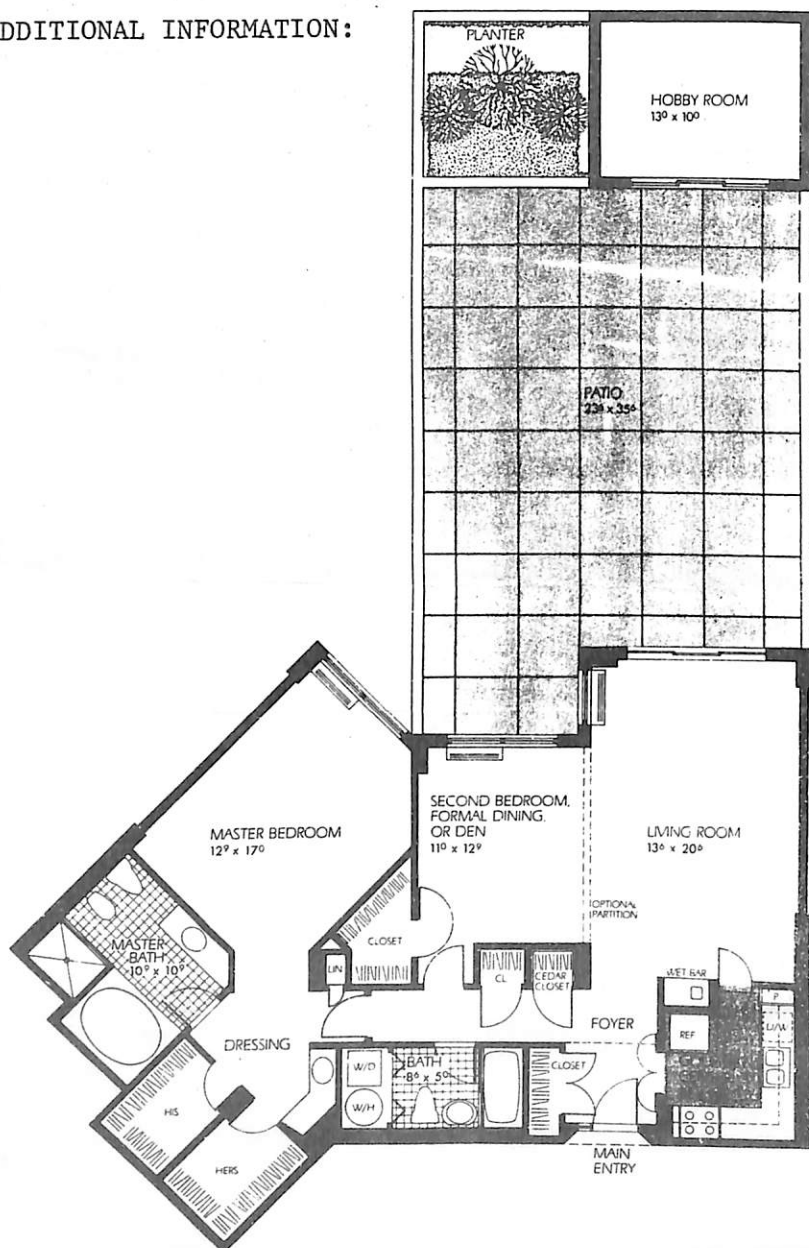 DDITIONAL INFORMATION:
PLANTER
HOBBY ROOM
13⁰ x 10⁰
PATIO
MASTER BEDROOM
12⁹ x 17⁰
SECOND BEDROOM,
FORMAL DINING,
OR DEN
11⁰ x 12⁹
LIVING ROOM
13⁶ x 20⁶
OPTIONAL
PARTITION
CLOSET
MASTER
BATH
10⁹ x 10⁹
LIN
CL
CEDAR
CLOSET
WET BAR
P
D/W
REF
FOYER
DRESSING
W/D
W/H
BATH
8⁶ x 5⁰
CLOSET
HIS
HERS
MAIN
ENTRY